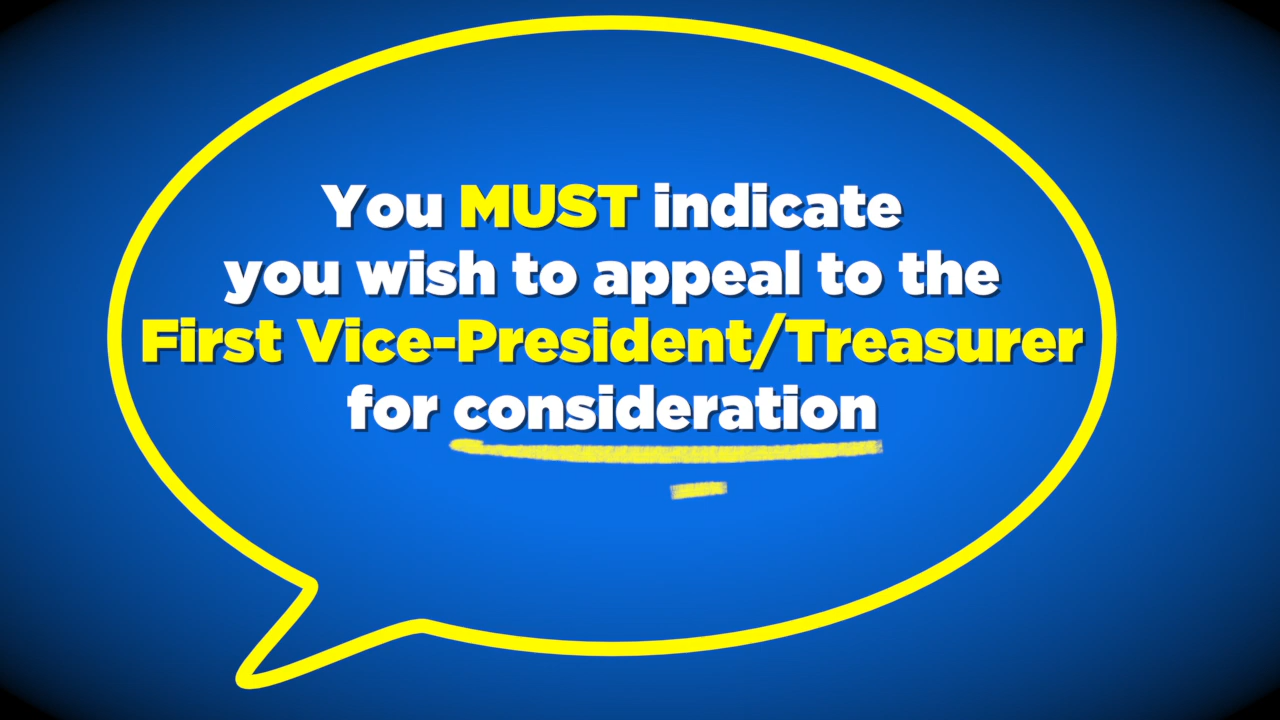 You MUST indicate
you wish to appeal to the
First Vice-President/Treasurer
for consideration